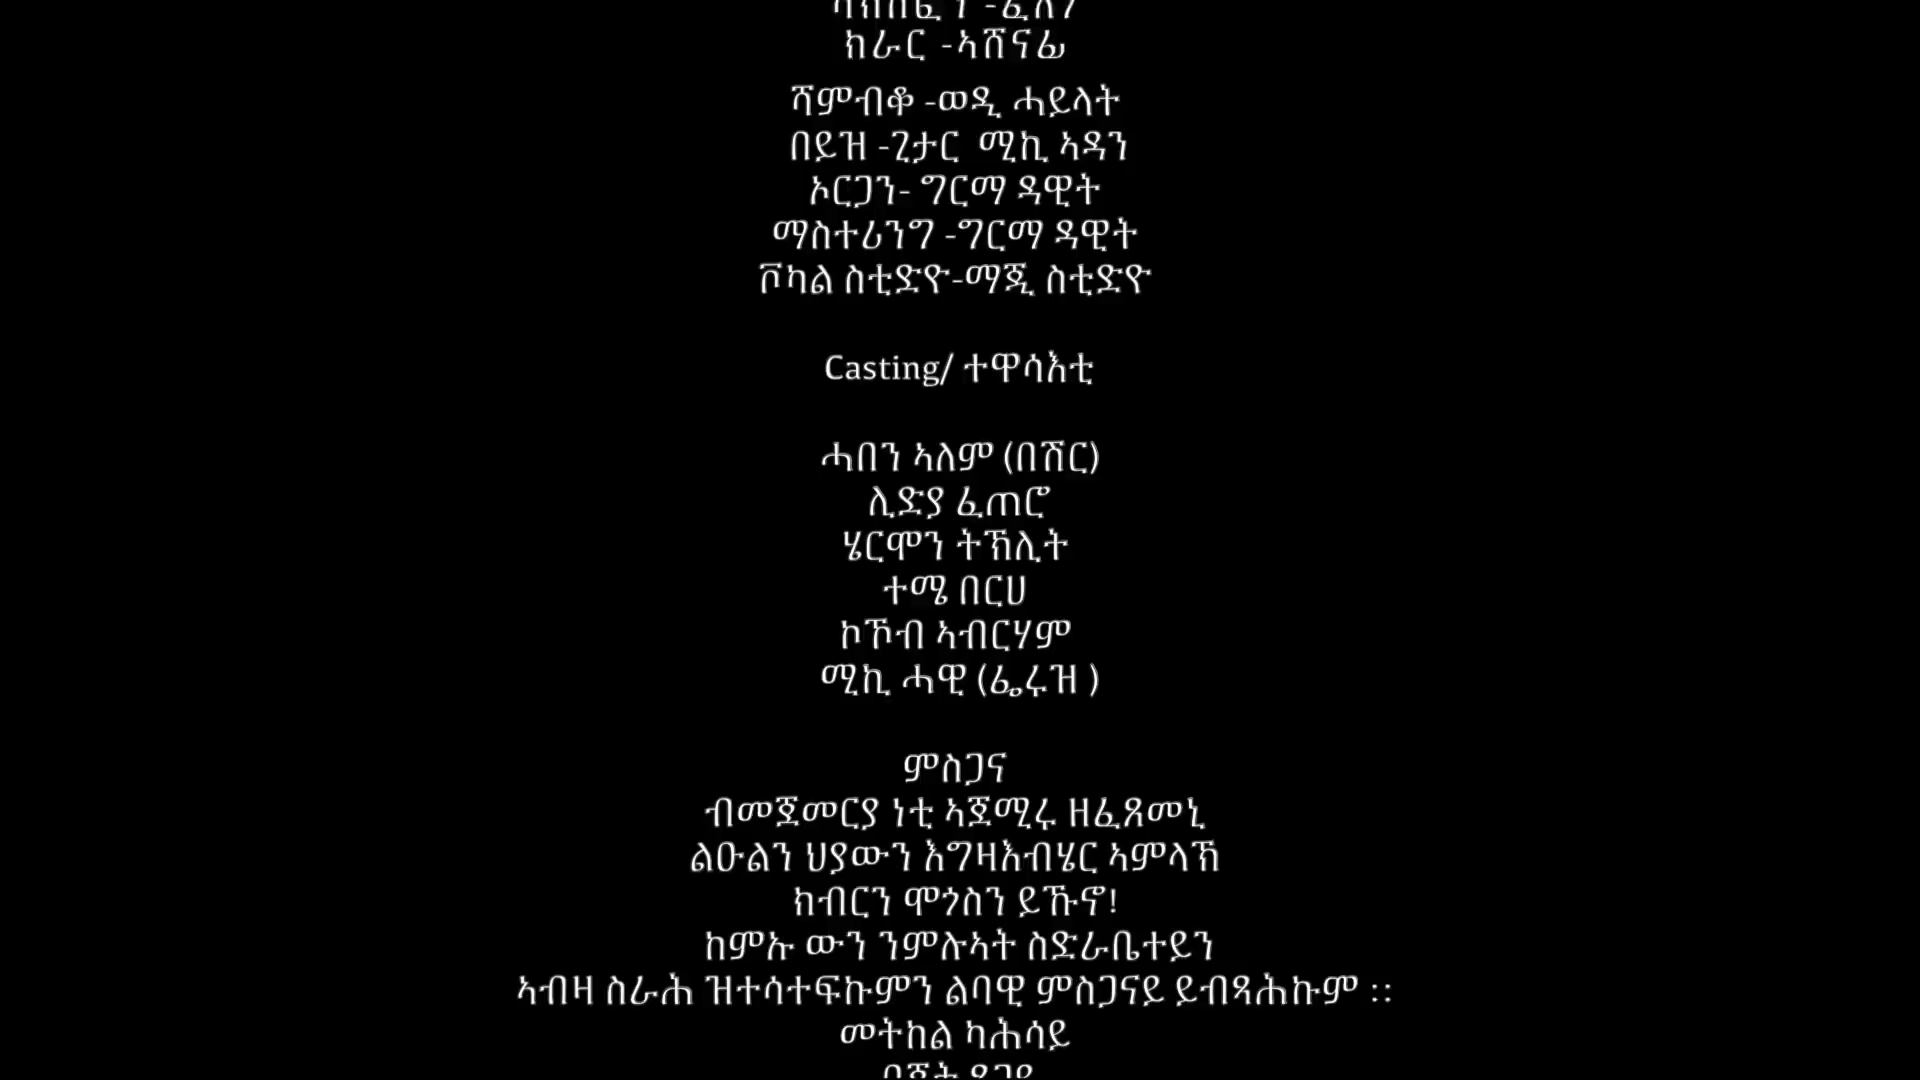 ክራር -ኣሸናፊ
ሻምብቆ -ወዲ ሓይላት
በይዝ -ጊታር ሚኪ ኣዳን
ኦርጋን- ግርማ ዳዊት
ማስተሪንግ -ግርማ ዳዊት
ቮካል ስቲድዮ-ማጂ ስቲድዮ
Casting/ ተዋሳእቲ
ሓበን ኣለም (በሽር)
ሊድያ ፈጠሮ
ሄርሞን ትኽሊት
ተሜ በርሀ
ኮኾብ ኣብርሃም
ሚኪ ሓዊ (ፌሩዝ )
ምስጋና
ብመጀመርያ ነቲ ኣጀሚሩ ዘፈጸመኒ
ልዑልን ህያውን እግዛእብሄር ኣምላኽ
ክብርን ሞጎስን ይኹኖ!
ከምኡ ውን ንምሉኣት ስድራቤተይን
ኣብዛ ስራሕ ዝተሳተፍኩምን ልባዊ ምስጋናይ ይብጻሕኩም ፡፡
መትከል ካሕሳይ